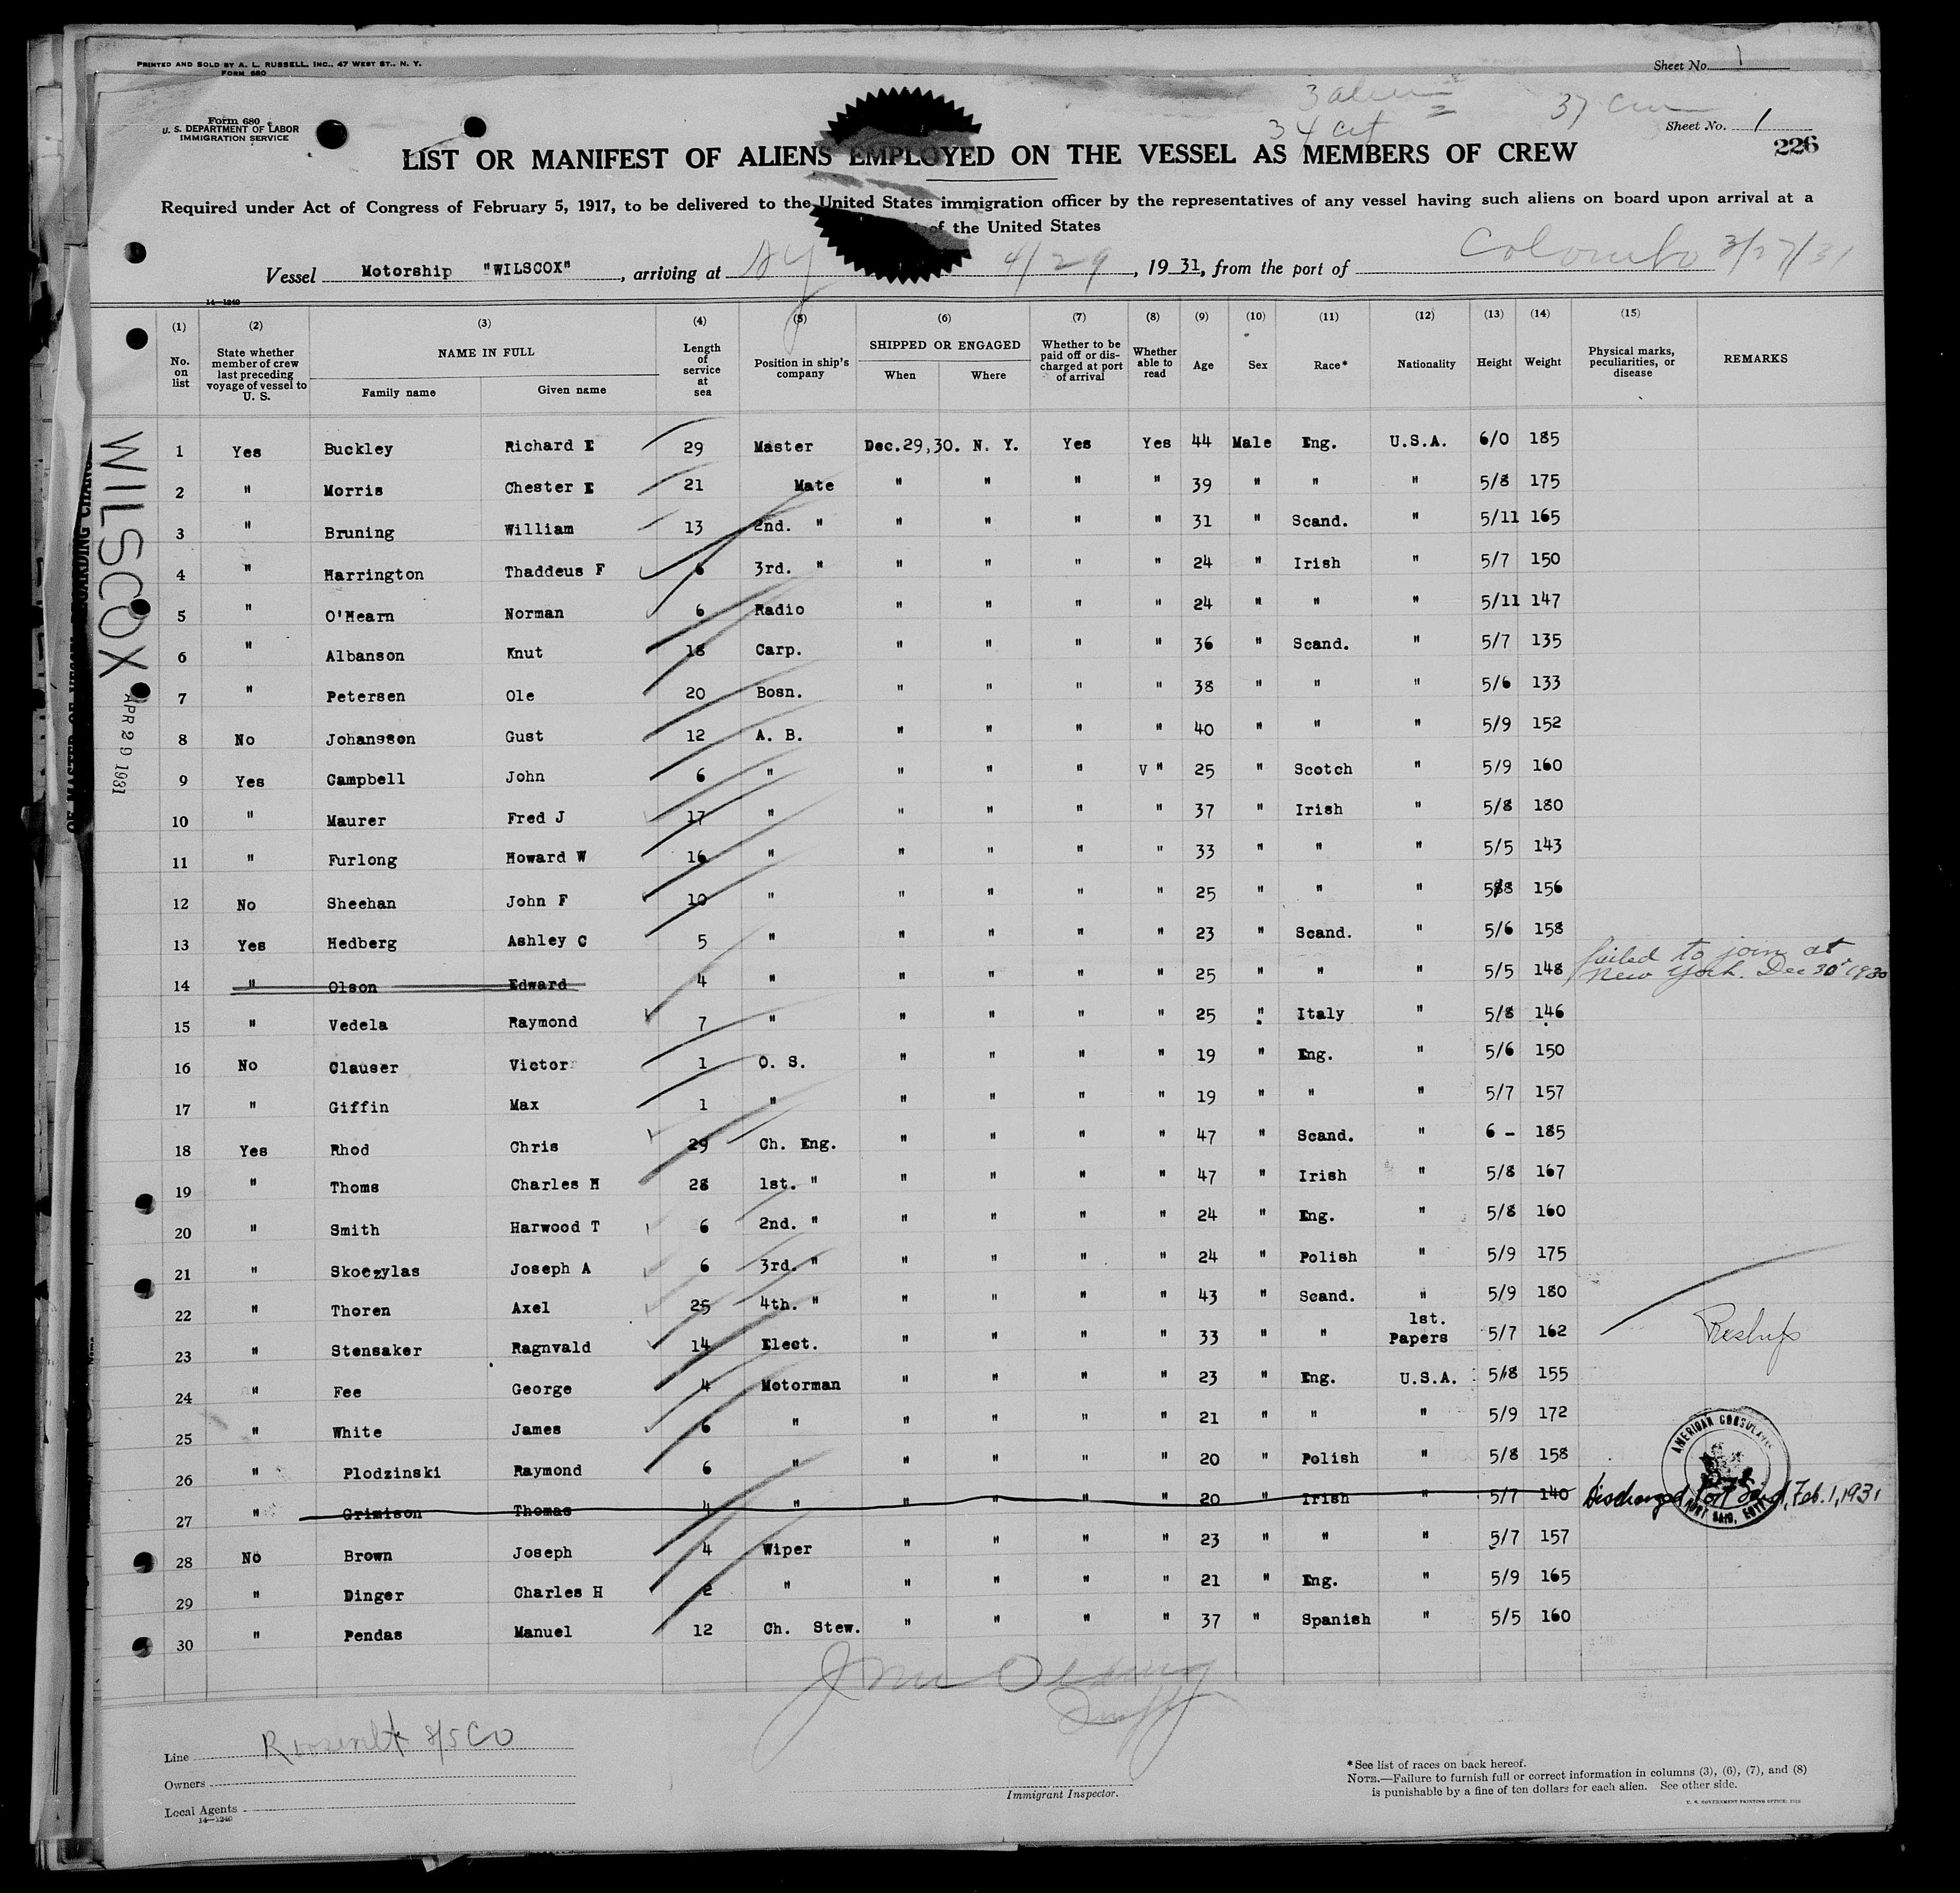 PRINTED AND SOLD BY A. L. RUSSELL, INC., 47 WEST ST., N. Y.
FORM 680
Sheet No. 1
Form 680
U. S. DEPARTMENT OF LABOR
IMMIGRATION SERVICE
3 aliens
34 cit
37 crew
Sheet No. 1
LIST OR MANIFEST OF ALIENS EMPLOYED ON THE VESSEL AS MEMBERS OF CREW
226
Required under Act of Congress of February 5, 1917, to be delivered to the United States immigration officer by the representatives of any vessel having such aliens on board upon arrival at a
of the United States
Vessel Motorship "WILSCOX", arriving at NY 4/29, 1931, from the port of Colombo 3/27/31
14—1240
(1) (2) (3) (4) (5) (6) (7) (8) (9) (10) (11) (12) (13) (14) (15)
No. on list
State whether member of crew last preceding voyage of vessel to U. S.
NAME IN FULL
Family name
Given name
Length of service at sea
Position in ship's company
SHIPPED OR ENGAGED
When
Where
Whether to be paid off or discharged at port of arrival
Whether able to read
Age
Sex
Race*
Nationality
Height
Weight
Physical marks, peculiarities, or disease
REMARKS
WILSCOX
APR 29 1931
1 Yes Buckley Richard E 29 Master Dec.29,30. N. Y. Yes Yes 44 Male Eng. U.S.A. 6/0 185
2 " Morris Chester E 21 Mate " " " " 39 " " " 5/8 175
3 " Bruning William 13 2nd. " " " " " 31 " Scand. " 5/11 165
4 " Harrington Thaddeus F 6 3rd. " " " " " 24 " Irish " 5/7 150
5 " O'Hearn Norman 6 Radio " " " " 24 " " " 5/11 147
6 " Albanson Knut 18 Carp. " " " " 36 " Scand. " 5/7 135
7 " Petersen Ole 20 Bosn. " " " " 38 " " " 5/6 133
8 No Johansson Gust 12 A. B. " " " " 40 " " " 5/9 152
9 Yes Campbell John 6 " " " " V " 25 " Scotch " 5/9 160
10 " Maurer Fred J 17 " " " " " 37 " Irish " 5/8 180
11 " Furlong Howard W 16 " " " " " 33 " " " 5/5 143
12 No Sheehan John F 10 " " " " " 25 " " " 5/8 156
13 Yes Hedberg Ashley C 5 " " " " " 23 " Scand. " 5/6 158
14 " Olson Edward 4 " " " " " 25 " " " 5/5 148 failed to join at
New York. Dec 30" 1930
15 " Vedela Raymond 7 " " " " " 25 " Italy " 5/8 146
16 No Clauser Victor 1 O. S. " " " " 19 " Eng. " 5/6 150
17 " Giffin Max 1 " " " " " 19 " " " 5/7 157
18 Yes Rhod Chris 29 Ch. Eng. " " " " 47 " Scand. " 6 - 185
19 " Thoms Charles H 28 1st. " " " " " 47 " Irish " 5/8 167
20 " Smith Harwood T 6 2nd. " " " " " 24 " Eng. " 5/8 160
21 " Skoczylas Joseph A 6 3rd. " " " " " 24 " Polish " 5/9 175
22 " Thoren Axel 25 4th. " " " " " 43 " Scand. " 5/9 180
23 " Stensaker Ragnvald 14 Elect. " " " " 33 " " 1st. Papers 5/7 162 Reship
24 " Fee George 4 Motorman " " " " 23 " Eng. U.S.A. 5/8 155
25 " White James 6 " " " " " 21 " " " 5/9 172
26 " Plodzinski Raymond 6 " " " " " 20 " Polish " 5/8 158
27 " Grimison Thomas 4 " " " " " 20 " Irish " 5/7 140 Discharged Port Said, Feb. 1, 1931
AMERICAN CONSULATE
PORT SAID, EGYPT
28 No Brown Joseph 4 Wiper " " " " 23 " " " 5/7 157
29 " Dinger Charles H 2 " " " " " 21 " Eng. " 5/9 165
30 " Pendas Manuel 12 Ch. Stew. " " " " 37 " Spanish " 5/5 160
Line Roosevelt S/S Co
Owners
Local Agents
14—1240
Immigrant Inspector.
*See list of races on back hereof.
NOTE.—Failure to furnish full or correct information in columns (3), (6), (7), and (8)
is punishable by a fine of ten dollars for each alien. See other side.